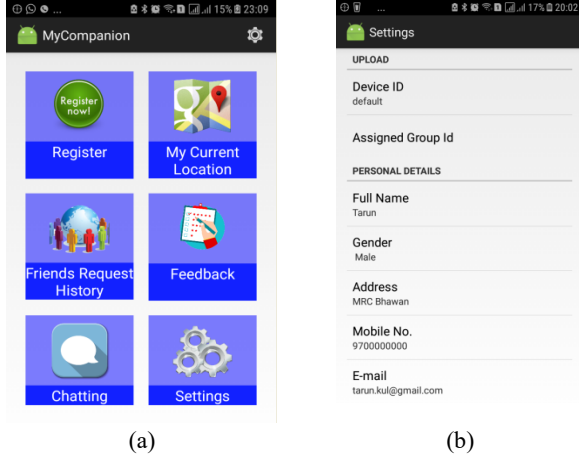 15% 23:09
MyCompanion
Register
now!
Register
My Current
Location
Friends Request
History
Feedback
Chatting
Settings
(a)
... 17% 20:02
Settings
UPLOAD
Device ID
default
Assigned Group Id
PERSONAL DETAILS
Full Name
Tarun
Gender
Male
Address
MRC Bhawan
Mobile No.
9700000000
E-mail
tarun.kul@gmail.com
(b)